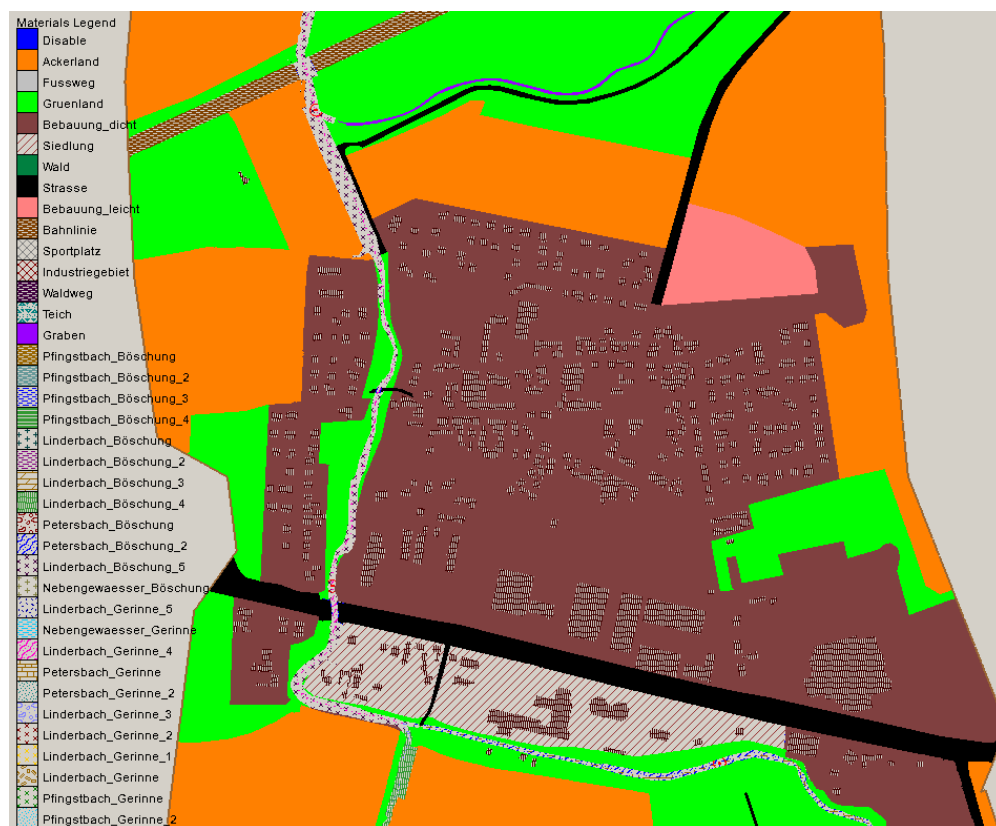 Materials Legend
Disable
Ackerland
Fussweg
Gruenland
Bebauung_dicht
Siedlung
Wald
Strasse
Bebauung_leicht
Bahnlinie
Sportplatz
Industriegebiet
Waldweg
Teich
Graben
Pfingstbach_Böschung
Pfingstbach_Böschung_2
Pfingstbach_Böschung_3
Pfingstbach_Böschung_4
Linderbach_Böschung
Linderbach_Böschung_2
Linderbach_Böschung_3
Linderbach_Böschung_4
Petersbach_Böschung
Petersbach_Böschung_2
Linderbach_Böschung_5
Nebengewaesser_Böschung
Linderbach_Gerinne_5
Nebengewaesser_Gerinne
Linderbach_Gerinne_4
Petersbach_Gerinne
Petersbach_Gerinne_2
Linderbach_Gerinne_3
Linderbach_Gerinne_2
Linderbach_Gerinne_1
Linderbach_Gerinne
Pfingstbach_Gerinne
Pfingstbach_Gerinne_2